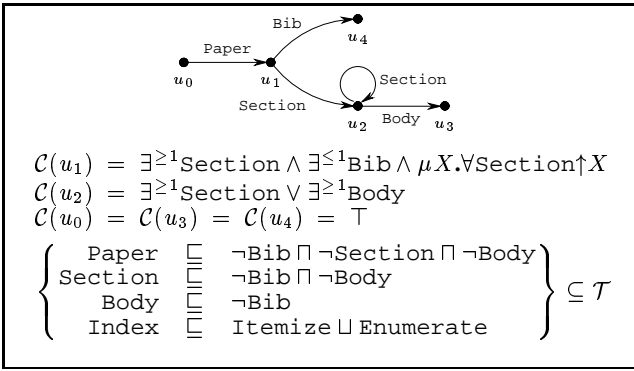 Bib
u₄
Paper
u₀ u₁
Section Section
u₂ Body u₃
𝒞(u₁) = ∃≥¹Section ∧ ∃≤¹Bib ∧ μX.∀Section↑X
𝒞(u₂) = ∃≥¹Section ∨ ∃≥¹Body
𝒞(u₀) = 𝒞(u₃) = 𝒞(u₄) = ⊤
Paper ⊑ ¬Bib ⊓ ¬Section ⊓ ¬Body
Section ⊑ ¬Bib ⊓ ¬Body
Body ⊑ ¬Bib
Index ⊑ Itemize ⊔ Enumerate
⊆ 𝒯